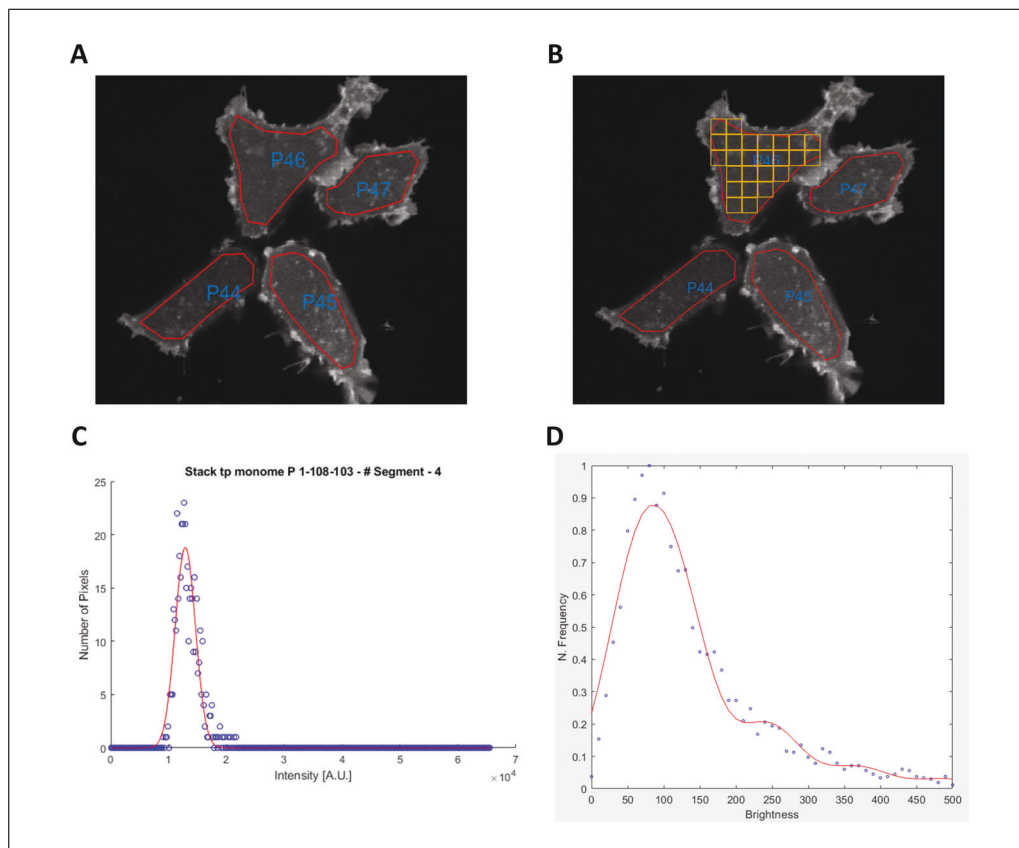 A
B
P46
P47
P44
P45
P46
P47
P44
P45
C
Stack tp monome P 1-108-103 - # Segment - 4
25
20
15
10
5
0
Number of Pixels
0 1 2 3 4 5 6 7
× 10^4
Intensity [A.U.]
D
1
0.9
0.8
0.7
0.6
0.5
0.4
0.3
0.2
0.1
0
N. Frequency
0 50 100 150 200 250 300 350 400 450 500
Brightness